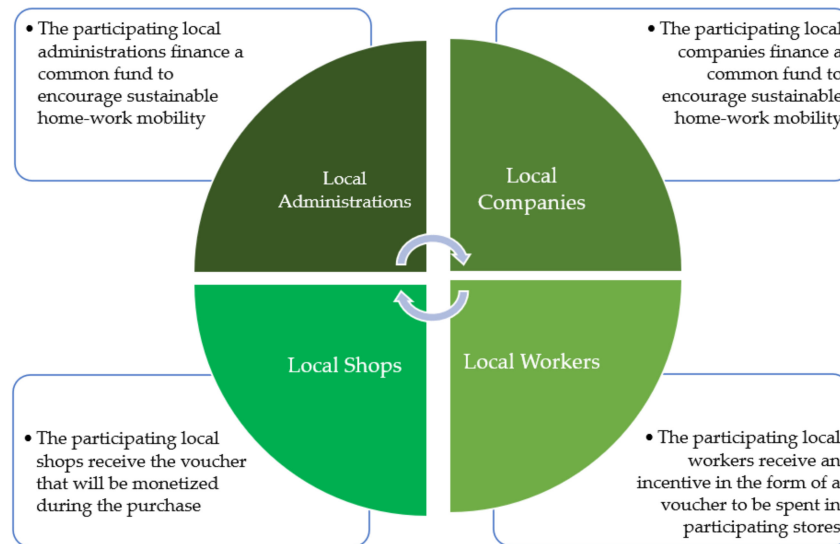 • The participating local
administrations finance a
common fund to
encourage sustainable
home-work mobility
• The participating local
companies finance a
common fund to
encourage sustainable
home-work mobility
Local
Administrations
Local
Companies
Local Shops
Local Workers
• The participating local
shops receive the voucher
that will be monetized
during the purchase
• The participating local
workers receive an
incentive in the form of a
voucher to be spent in
participating stores